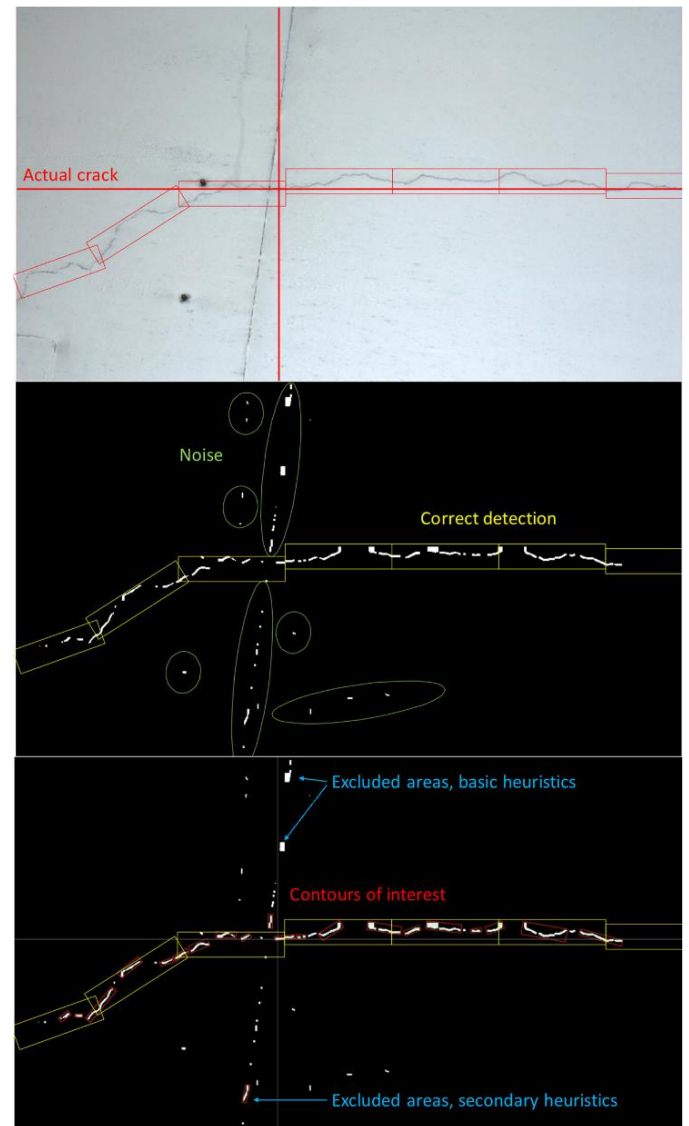 Actual crack
Noise
Correct detection
Excluded areas, basic heuristics
Contours of interest
Excluded areas, secondary heuristics